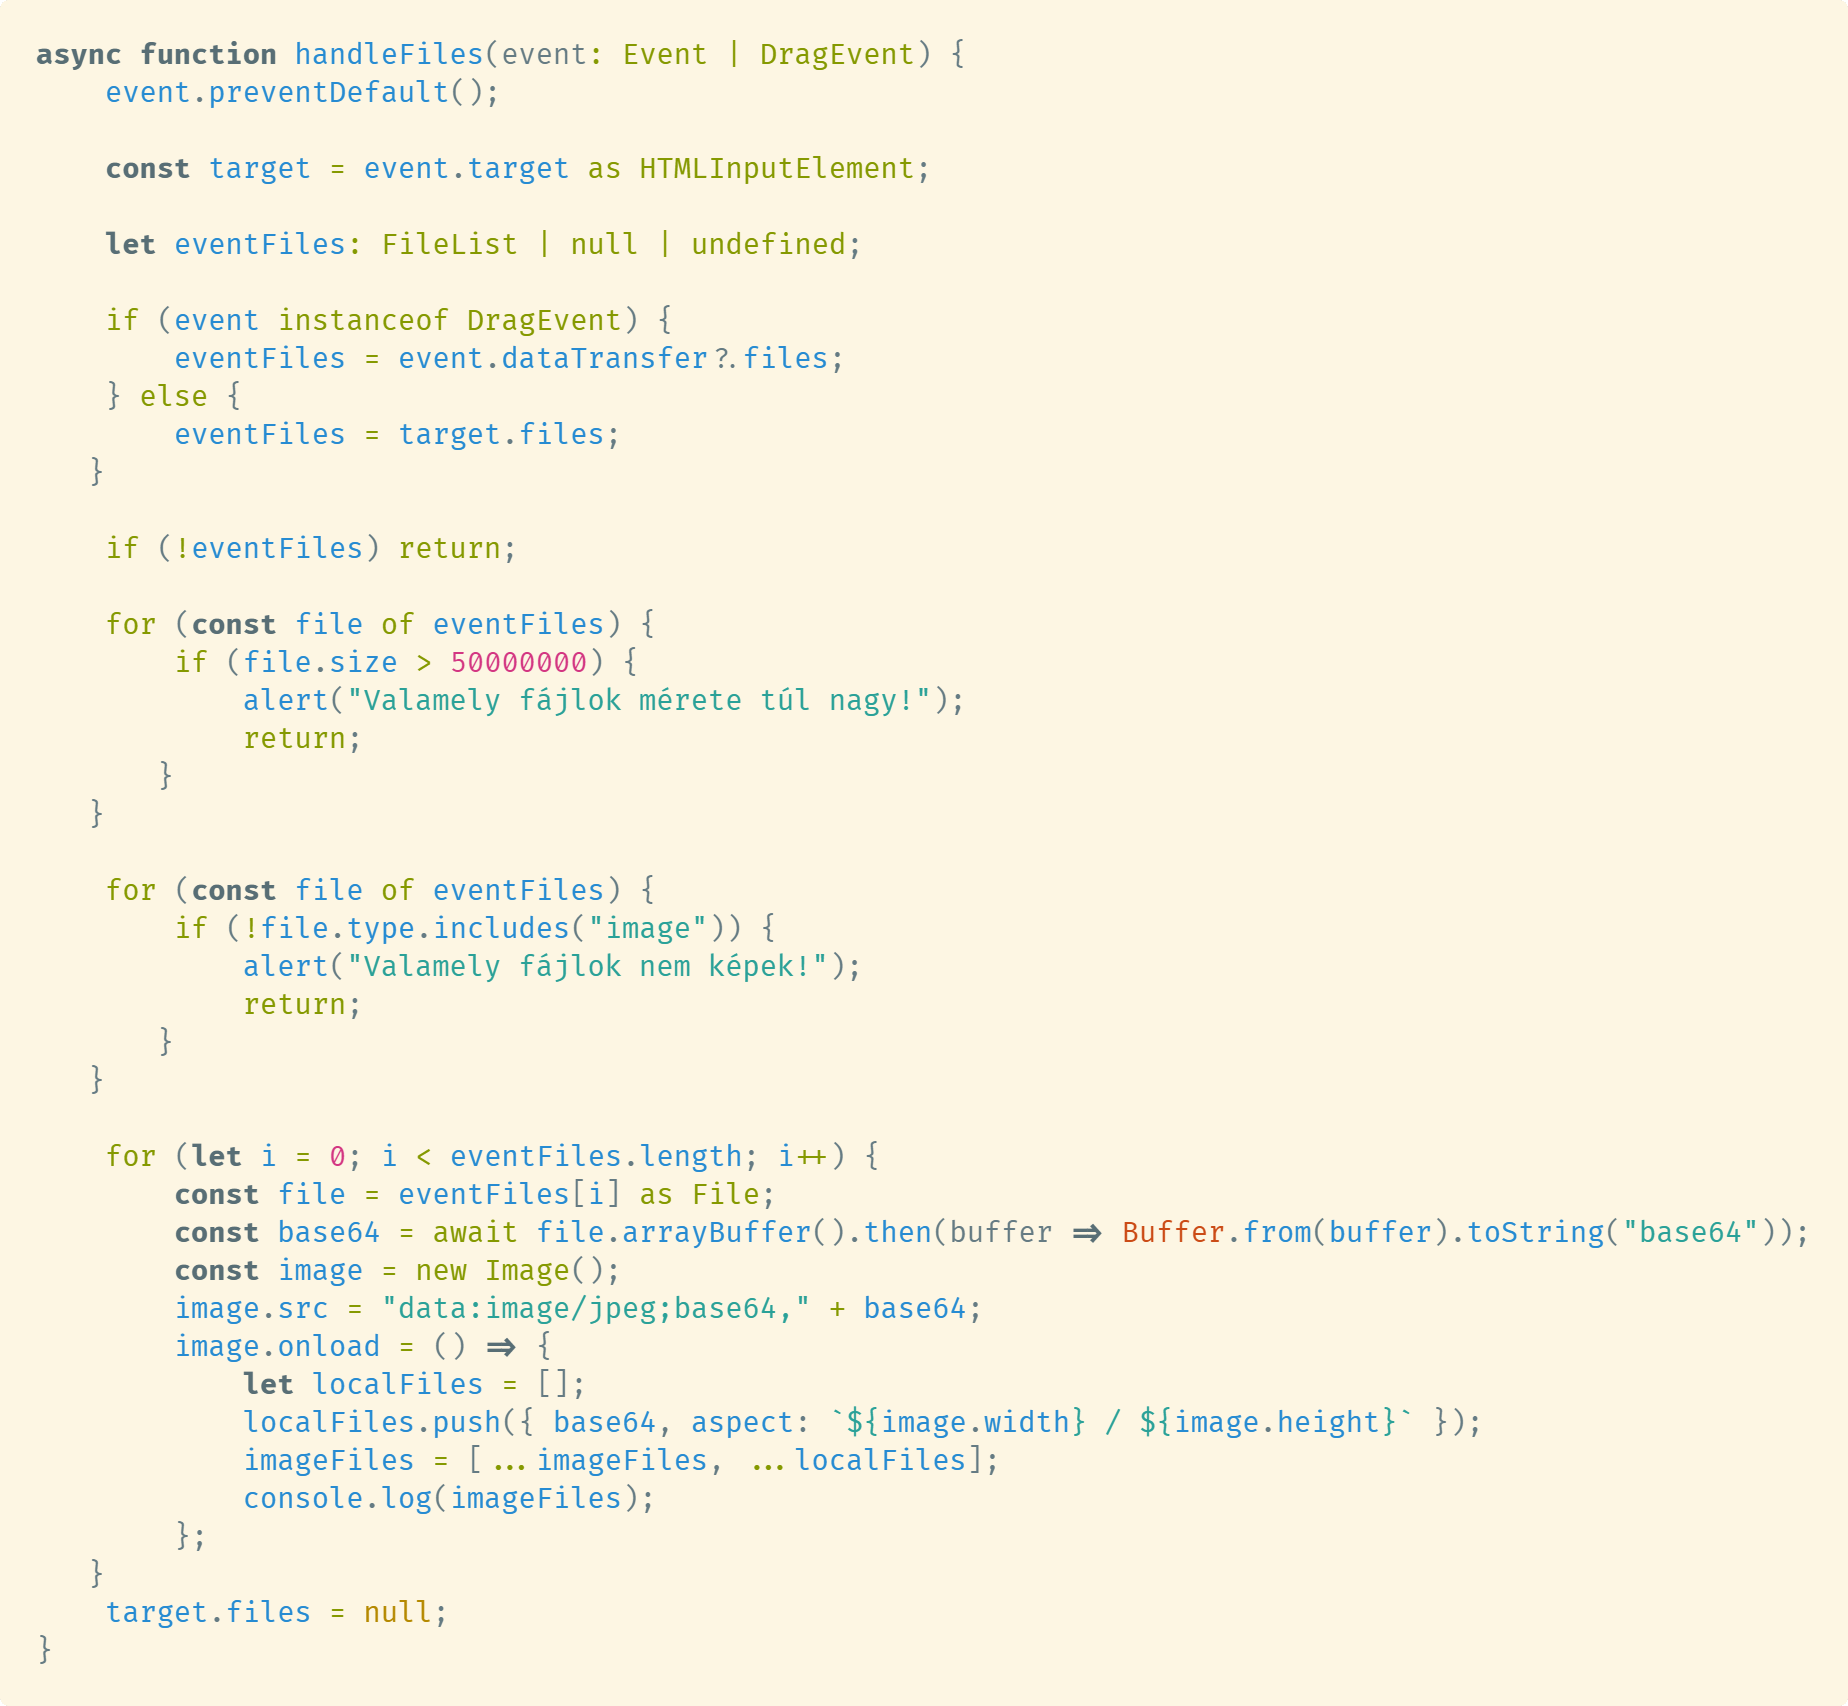 async function handleFiles(event: Event | DragEvent) {
    event.preventDefault();

    const target = event.target as HTMLInputElement;

    let eventFiles: FileList | null | undefined;

    if (event instanceof DragEvent) {
        eventFiles = event.dataTransfer?.files;
    } else {
        eventFiles = target.files;
    }

    if (!eventFiles) return;

    for (const file of eventFiles) {
        if (file.size > 50000000) {
            alert("Valamely fájlok mérete túl nagy!");
            return;
        }
    }

    for (const file of eventFiles) {
        if (!file.type.includes("image")) {
            alert("Valamely fájlok nem képek!");
            return;
        }
    }

    for (let i = 0; i < eventFiles.length; i++) {
        const file = eventFiles[i] as File;
        const base64 = await file.arrayBuffer().then(buffer => Buffer.from(buffer).toString("base64"));
        const image = new Image();
        image.src = "data:image/jpeg;base64," + base64;
        image.onload = () => {
            let localFiles = [];
            localFiles.push({ base64, aspect: `${image.width} / ${image.height}` });
            imageFiles = [...imageFiles, ...localFiles];
            console.log(imageFiles);
        };
    }
    target.files = null;
}